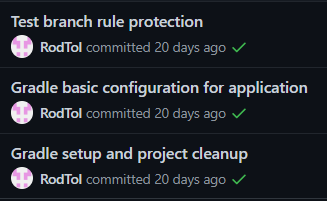 Test branch rule protection
RodTol committed 20 days ago
Gradle basic configuration for application
RodTol committed 20 days ago
Gradle setup and project cleanup
RodTol committed 20 days ago